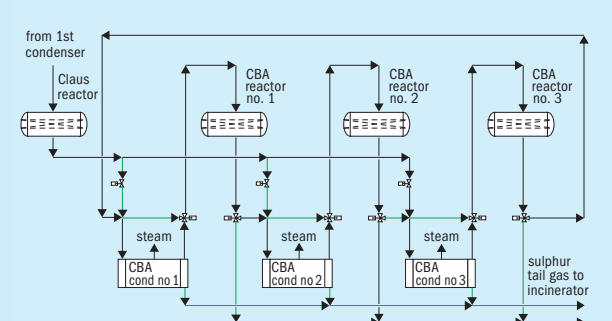 from 1st
condenser
Claus
reactor
CBA
reactor
no. 1
CBA
reactor
no. 2
CBA
reactor
no. 3
steam
steam
steam
CBA
cond no 1
CBA
cond no 2
CBA
cond no 3
sulphur
tail gas to
incinerator